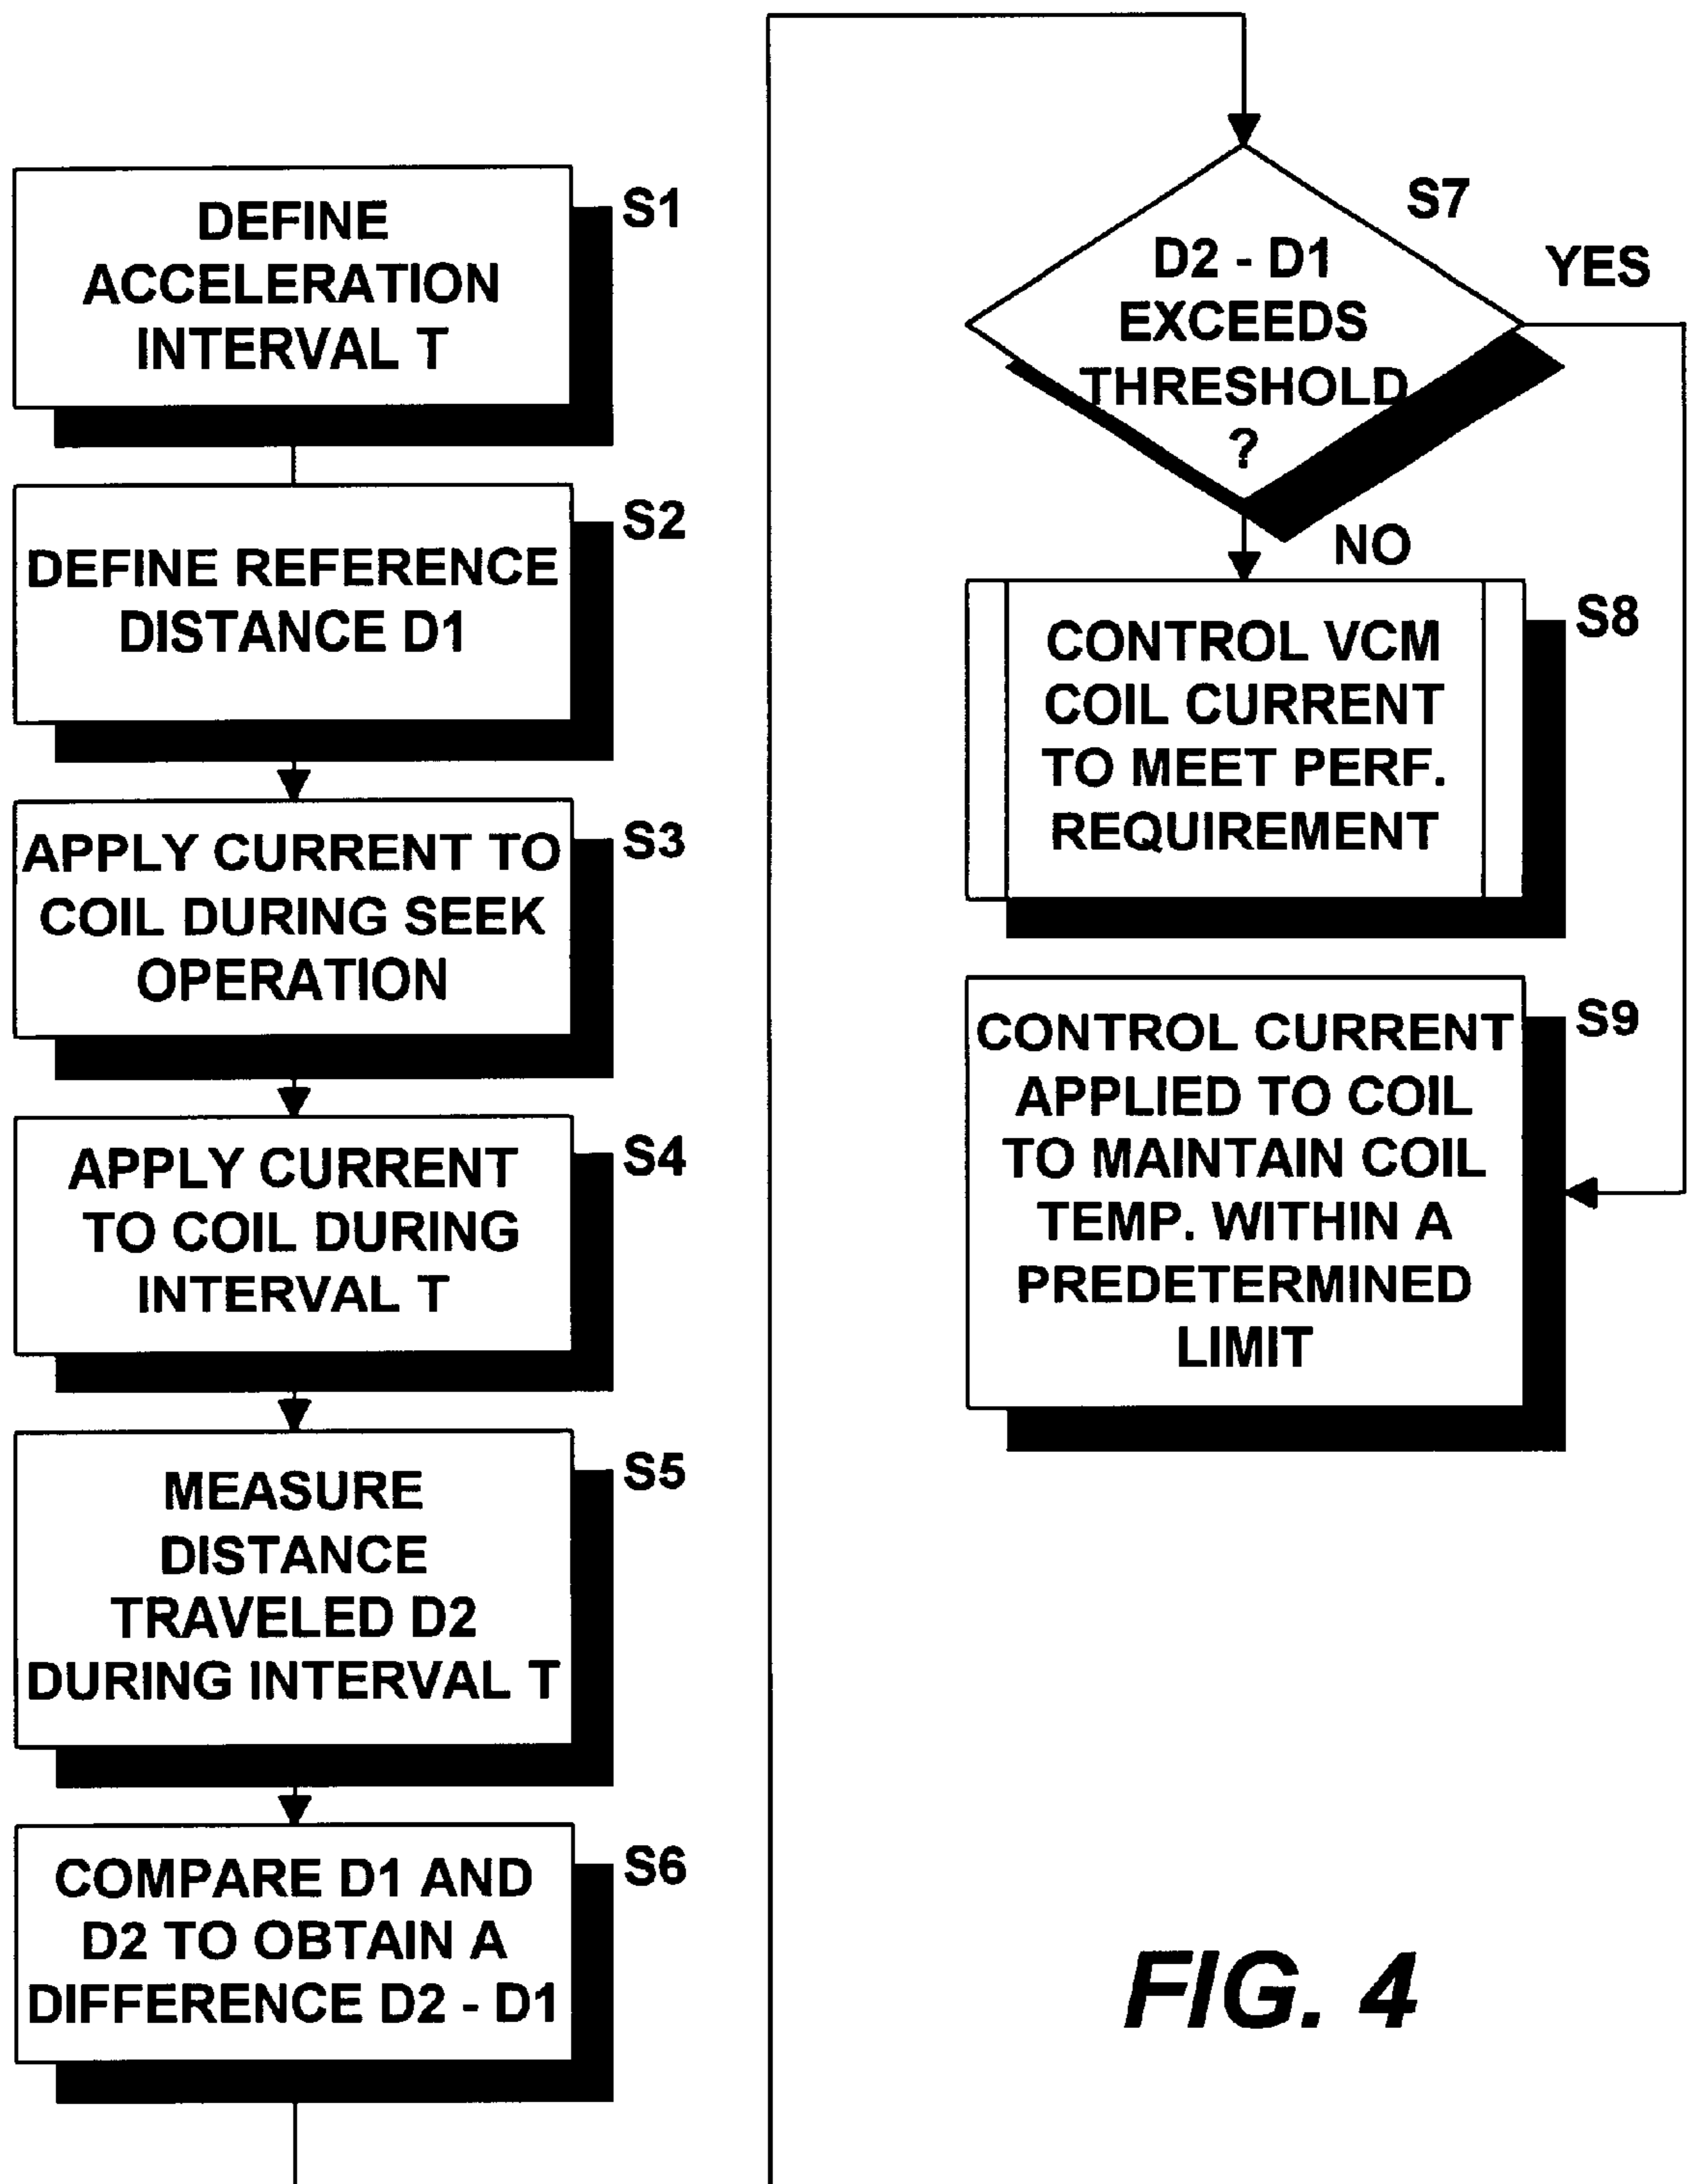 DEFINE
ACCELERATION
INTERVAL T
S1
DEFINE REFERENCE
DISTANCE D1
S2
APPLY CURRENT TO
COIL DURING SEEK
OPERATION
S3
APPLY CURRENT
TO COIL DURING
INTERVAL T
S4
MEASURE
DISTANCE
TRAVELED D2
DURING INTERVAL T
S5
COMPARE D1 AND
D2 TO OBTAIN A
DIFFERENCE D2 - D1
S6
D2 - D1
EXCEEDS
THRESHOLD
?
S7
YES
NO
CONTROL VCM
COIL CURRENT
TO MEET PERF.
REQUIREMENT
S8
CONTROL CURRENT
APPLIED TO COIL
TO MAINTAIN COIL
TEMP. WITHIN A
PREDETERMINED
LIMIT
S9
FIG. 4